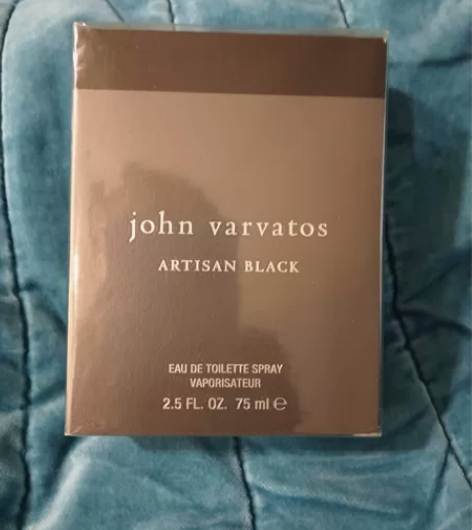 john varvatos
ARTISAN BLACK
EAU DE TOILETTE SPRAY
VAPORISATEUR
2.5 FL. OZ. 75 ml ℮